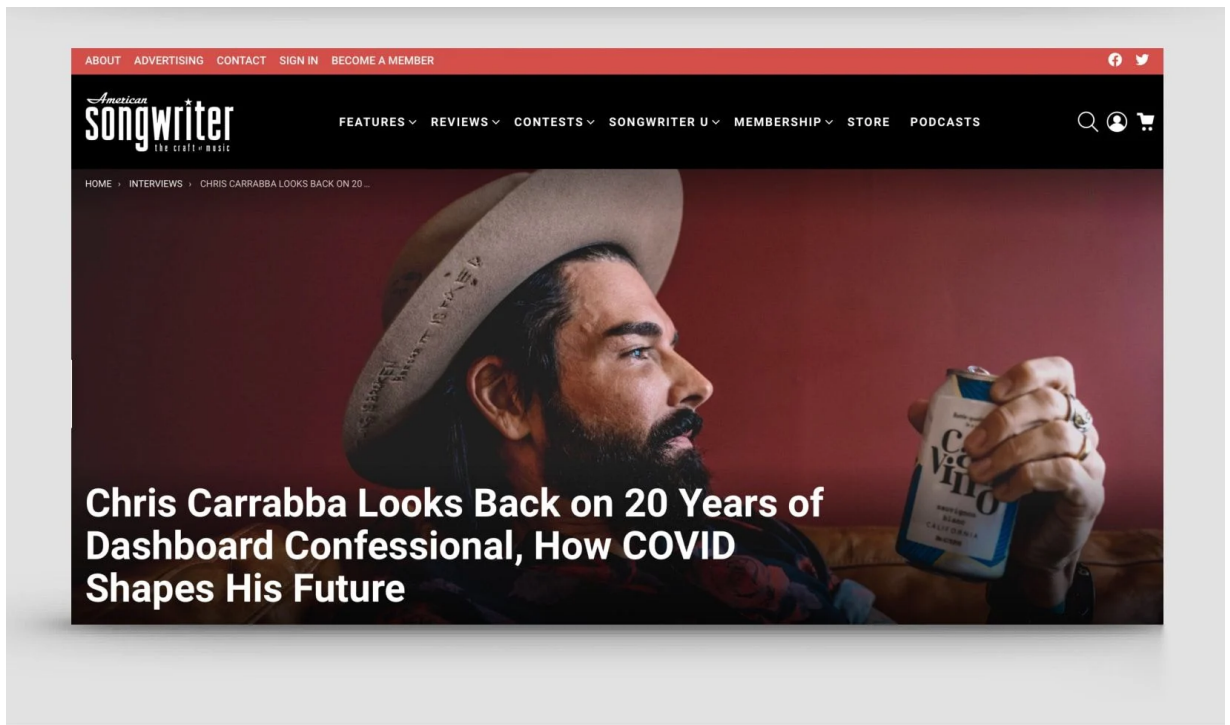 ABOUT ADVERTISING CONTACT SIGN IN BECOME A MEMBER
American
songwriter
the craft of music
FEATURES REVIEWS CONTESTS SONGWRITER U MEMBERSHIP STORE PODCASTS
HOME › INTERVIEWS › CHRIS CARRABBA LOOKS BACK ON 20...
sauvignon
blanc
CALIFORNIA
Chris Carrabba Looks Back on 20 Years of
Dashboard Confessional, How COVID
Shapes His Future